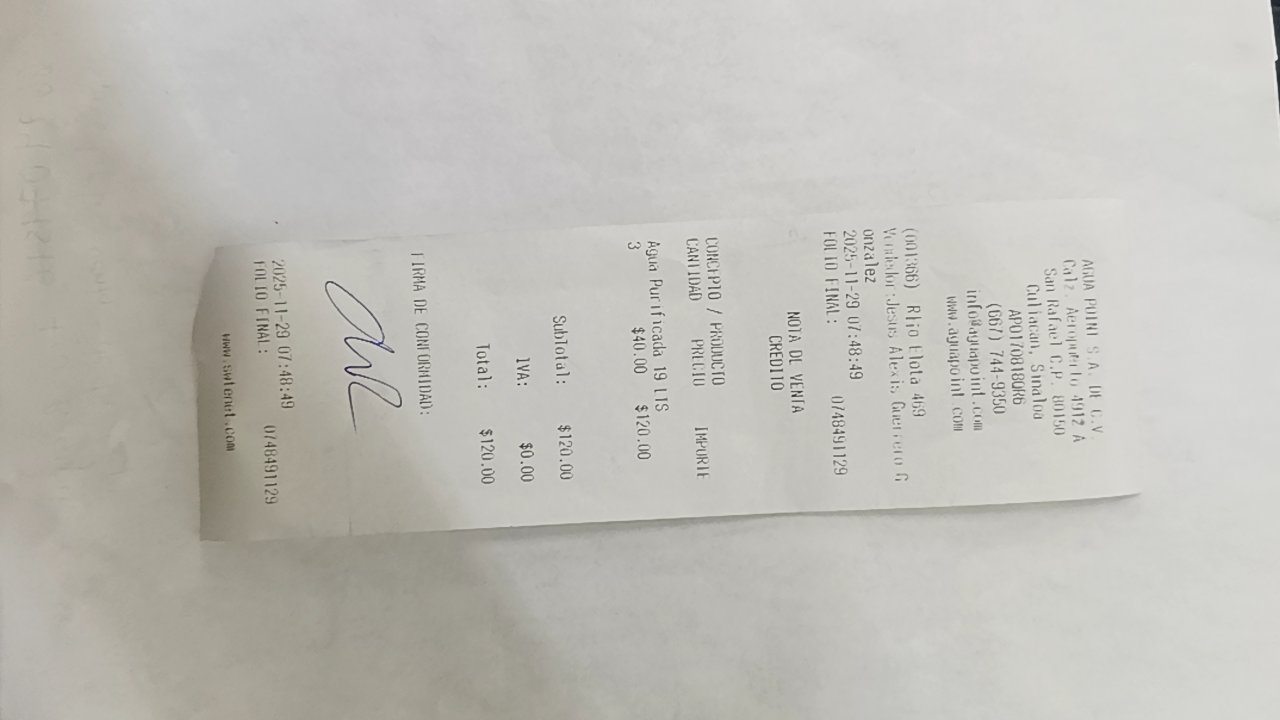 AGUA POINT S.A. DE C.V
Calz. Aeropuerto 4912 A
San Rafael C.P. 80150
Culiacan, Sinaloa
APO170818QR6
(667) 744-9350
info@aguapoint.com
www.aguapoint.com
(001366) Rhio Elota 469
Vendedor:Jesus Alexis Guerrero G
onzalez
2025-11-29 07:48:49
FOLIO FINAL: 0748491129
NOTA DE VENTA
CREDITO
CONCEPTO / PRODUCTO
CANTIDAD PRECIO IMPORTE
Agua Purificada 19 LTS
3 $40.00 $120.00
Subtotal: $120.00
IVA: $0.00
Total: $120.00
FIRMA DE CONFORMIDAD:
2025-11-29 07:48:49
FOLIO FINAL: 0748491129
www.swtenet.com